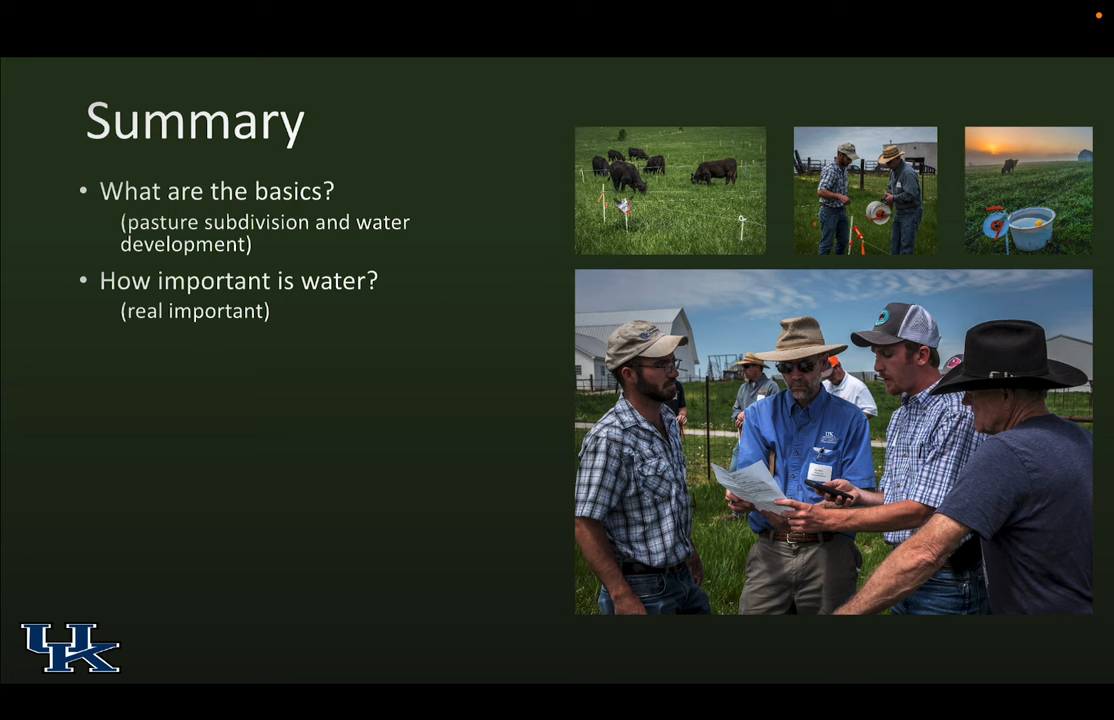 Summary
• What are the basics?
(pasture subdivision and water
development)
• How important is water?
(real important)
UK